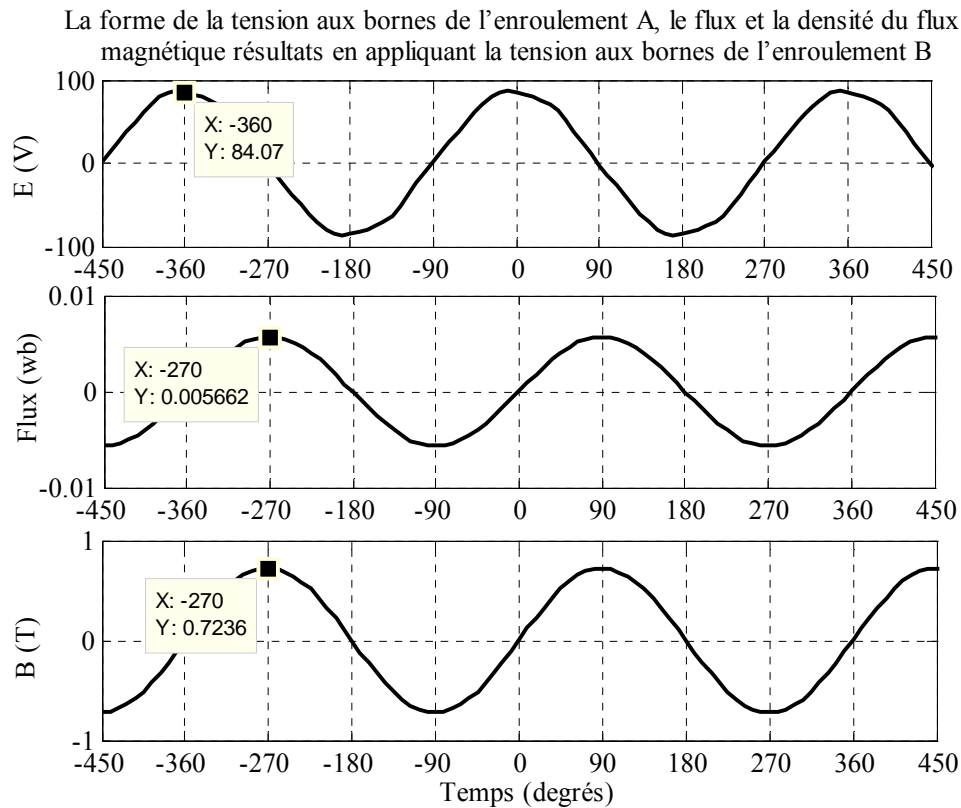 La forme de la tension aux bornes de l'enroulement A, le flux et la densité du flux
magnétique résultats en appliquant la tension aux bornes de l'enroulement B
100
0
-100
E (V)
X: -360
Y: 84.07
-450 -360 -270 -180 -90 0 90 180 270 360 450
0.01
0
-0.01
Flux (wb)
X: -270
Y: 0.005662
-450 -360 -270 -180 -90 0 90 180 270 360 450
1
0
-1
B (T)
X: -270
Y: 0.7236
-450 -360 -270 -180 -90 0 90 180 270 360 450
Temps (degrés)